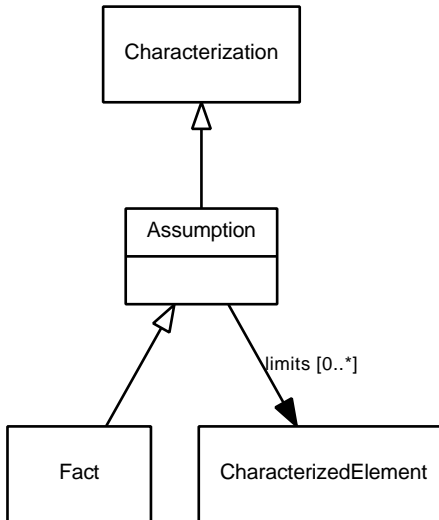 Characterization
Assumption
limits [0..*]
Fact
CharacterizedElement